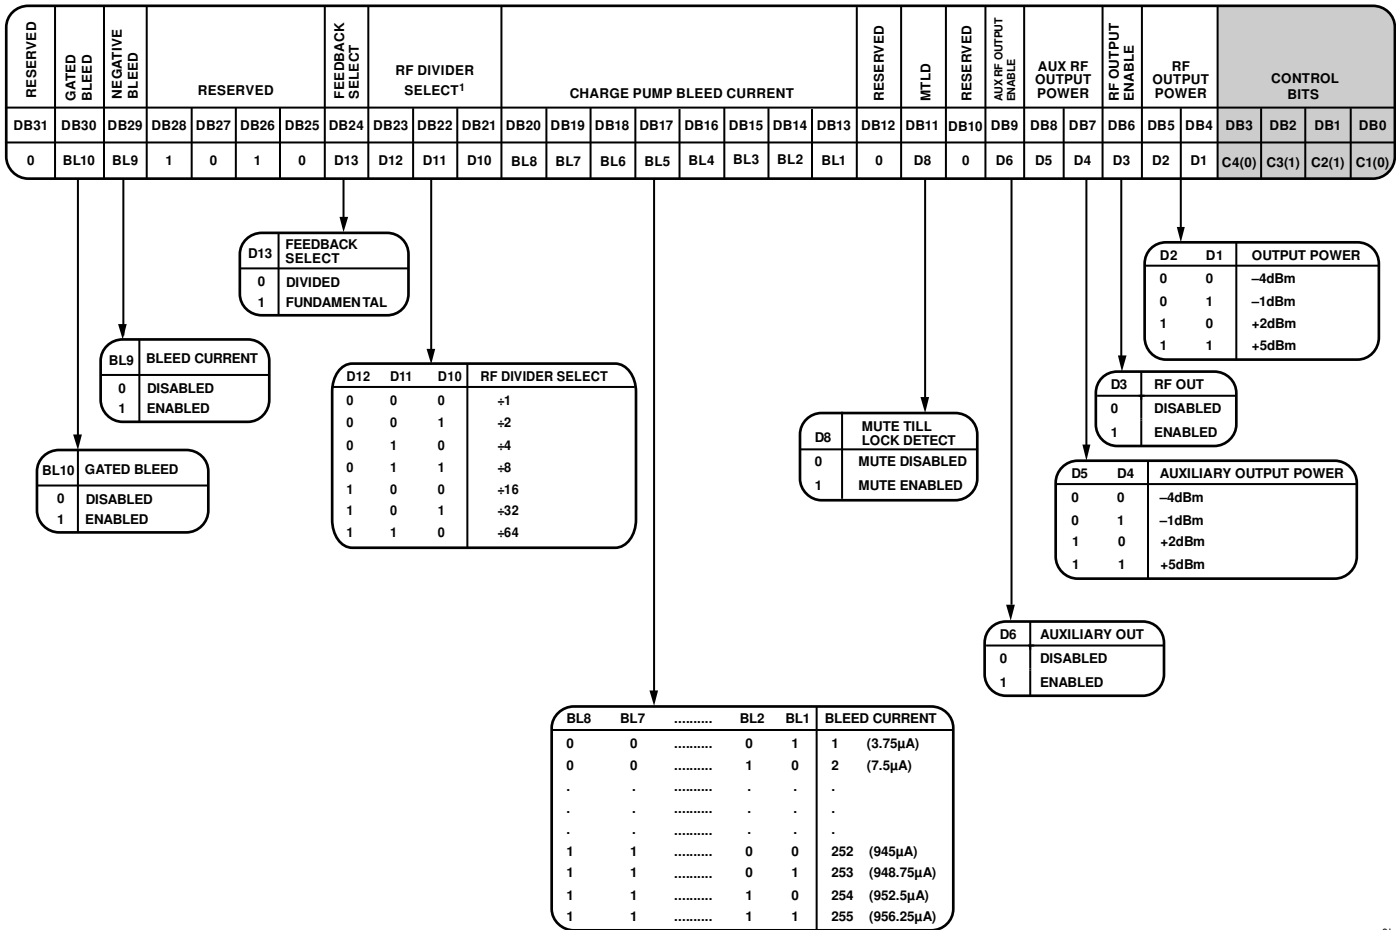 RESERVED
GATED BLEED
NEGATIVE BLEED
RESERVED
FEEDBACK SELECT
RF DIVIDER SELECT1
CHARGE PUMP BLEED CURRENT
RESERVED
MTLD
RESERVED
AUX RF OUTPUT ENABLE
AUX RF OUTPUT POWER
RF OUTPUT ENABLE
RF OUTPUT POWER
CONTROL BITS
DB31 DB30 DB29 DB28 DB27 DB26 DB25 DB24 DB23 DB22 DB21 DB20 DB19 DB18 DB17 DB16 DB15 DB14 DB13 DB12 DB11 DB10 DB9 DB8 DB7 DB6 DB5 DB4 DB3 DB2 DB1 DB0
0 BL10 BL9 1 0 1 0 D13 D12 D11 D10 BL8 BL7 BL6 BL5 BL4 BL3 BL2 BL1 0 D8 0 D6 D5 D4 D3 D2 D1 C4(0) C3(1) C2(1) C1(0)
D13 FEEDBACK SELECT
0 DIVIDED
1 FUNDAMENTAL
D2 D1 OUTPUT POWER
0 0 –4dBm
0 1 –1dBm
1 0 +2dBm
1 1 +5dBm
BL9 BLEED CURRENT
0 DISABLED
1 ENABLED
D12 D11 D10 RF DIVIDER SELECT
0 0 0 ÷1
0 0 1 ÷2
0 1 0 ÷4
0 1 1 ÷8
1 0 0 ÷16
1 0 1 ÷32
1 1 0 ÷64
D3 RF OUT
0 DISABLED
1 ENABLED
D8 MUTE TILL LOCK DETECT
0 MUTE DISABLED
1 MUTE ENABLED
BL10 GATED BLEED
0 DISABLED
1 ENABLED
D5 D4 AUXILIARY OUTPUT POWER
0 0 –4dBm
0 1 –1dBm
1 0 +2dBm
1 1 +5dBm
D6 AUXILIARY OUT
0 DISABLED
1 ENABLED
BL8 BL7 .......... BL2 BL1 BLEED CURRENT
0 0 .......... 0 1 1 (3.75µA)
0 0 .......... 1 0 2 (7.5µA)
. . .......... . . .
. . .......... . . .
. . .......... . . .
1 1 .......... 0 0 252 (945µA)
1 1 .......... 0 1 253 (948.75µA)
1 1 .......... 1 0 254 (952.5µA)
1 1 .......... 1 1 255 (956.25µA)